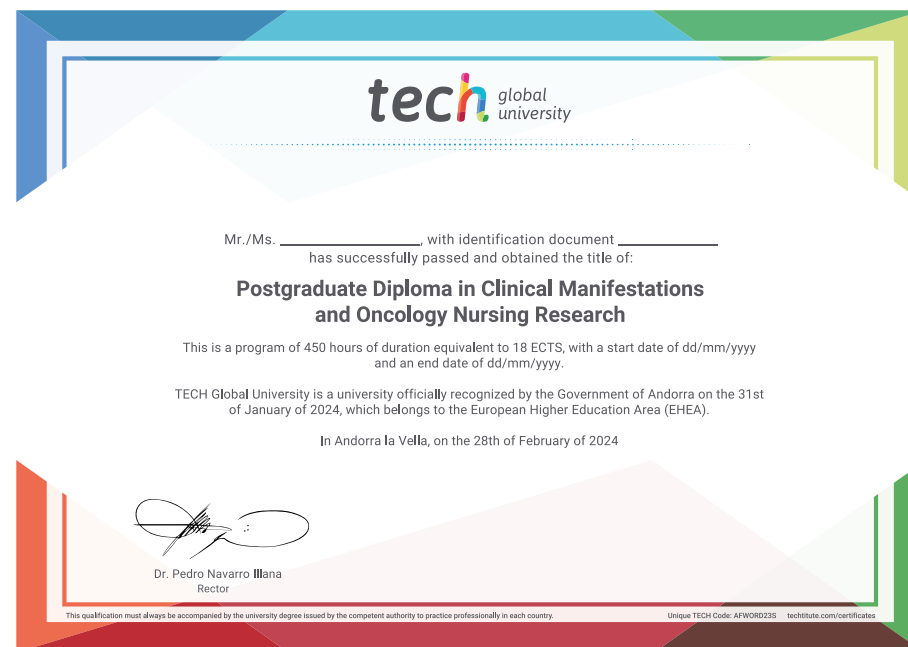 tech global university
Mr./Ms. ____________, with identification document ____________
has successfully passed and obtained the title of:
Postgraduate Diploma in Clinical Manifestations
and Oncology Nursing Research
This is a program of 450 hours of duration equivalent to 18 ECTS, with a start date of dd/mm/yyyy
and an end date of dd/mm/yyyy.
TECH Global University is a university officially recognized by the Government of Andorra on the 31st
of January of 2024, which belongs to the European Higher Education Area (EHEA).
In Andorra la Vella, on the 28th of February of 2024
Dr. Pedro Navarro Illana
Rector
This qualification must always be accompanied by the university degree issued by the competent authority to practice professionally in each country.
Unique TECH Code: AFWORD23S techtitute.com/certificates